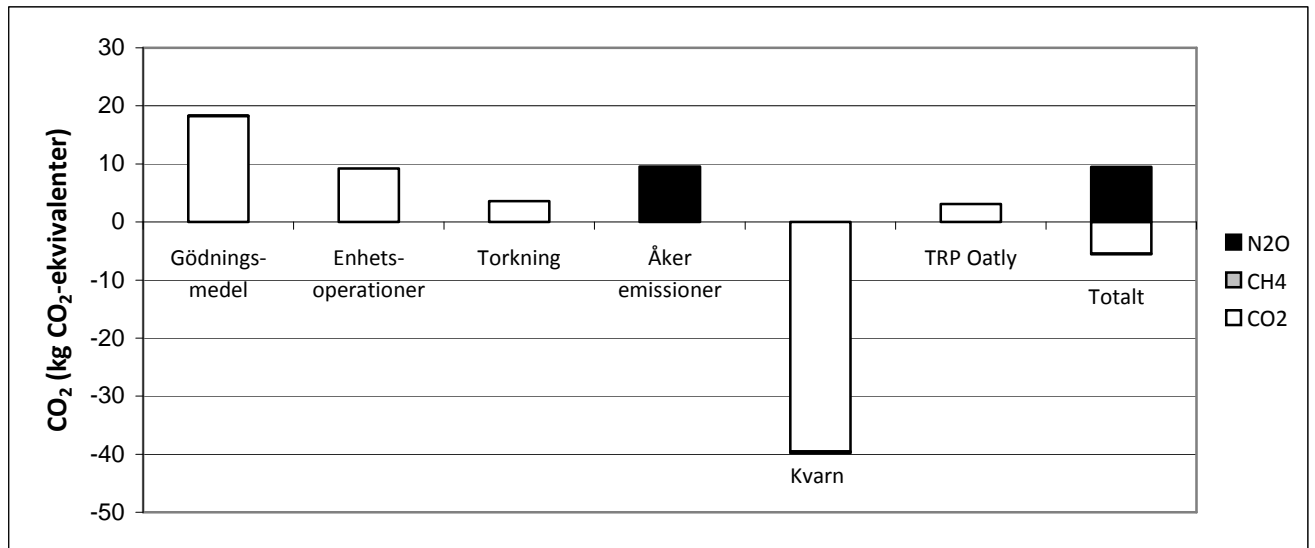 CO₂ (kg CO₂-ekvivalenter)
30
20
10
0
-10
-20
-30
-40
-50
Gödnings-
medel
Enhets-
operationer
Torkning
Åker
emissioner
Kvarn
TRP Oatly
Totalt
N2O
CH4
CO2